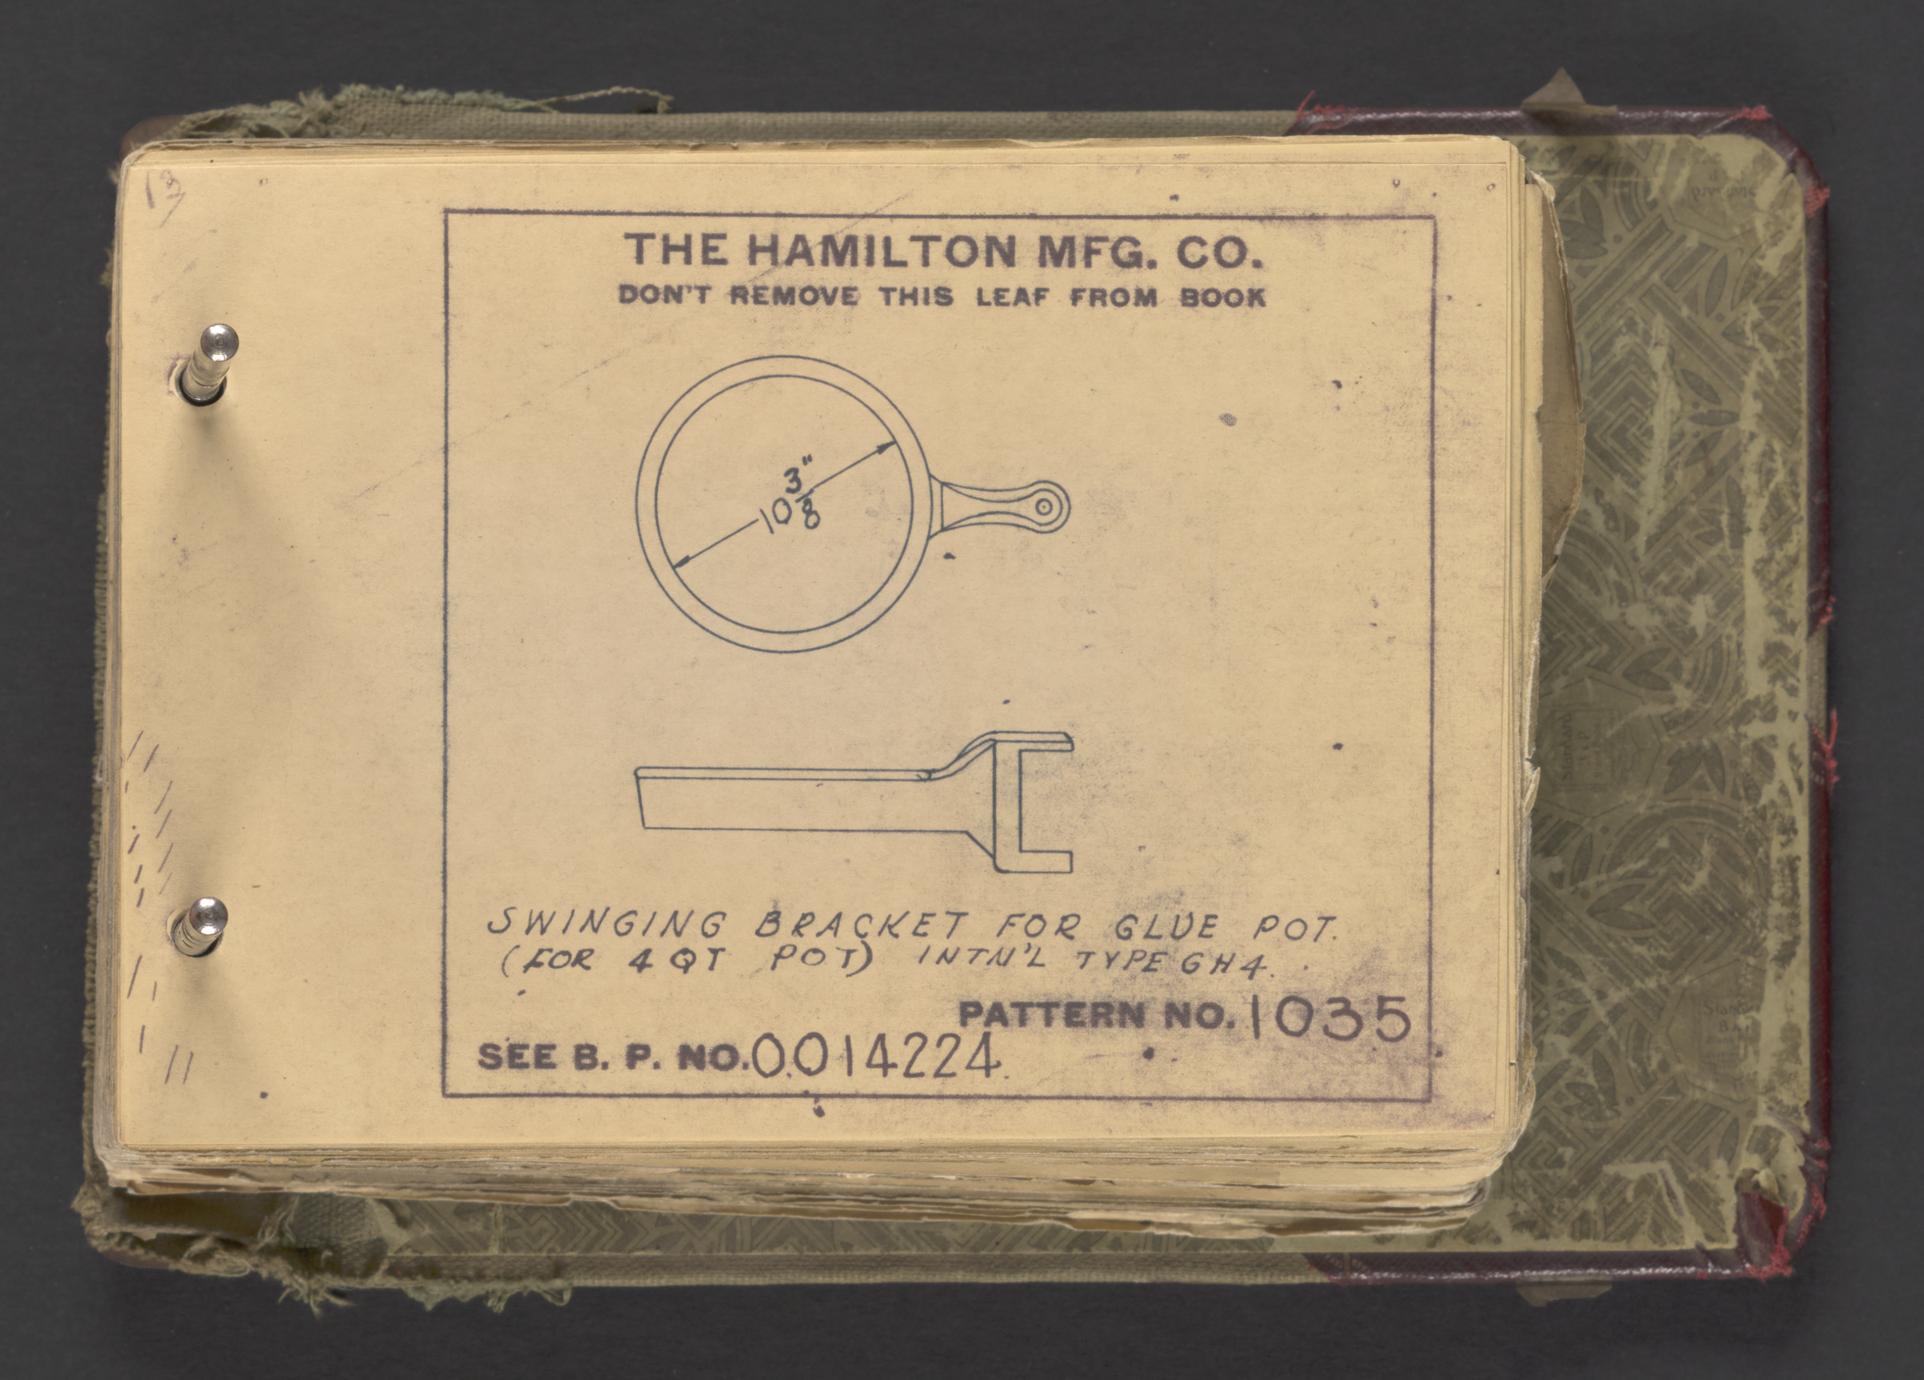 13
THE HAMILTON MFG. CO.
DON'T REMOVE THIS LEAF FROM BOOK
10 3/8"
SWINGING BRACKET FOR GLUE POT.
(FOR 4 QT POT) INTN'L TYPE GH4.
PATTERN NO. 1035
SEE B. P. NO. 0014224